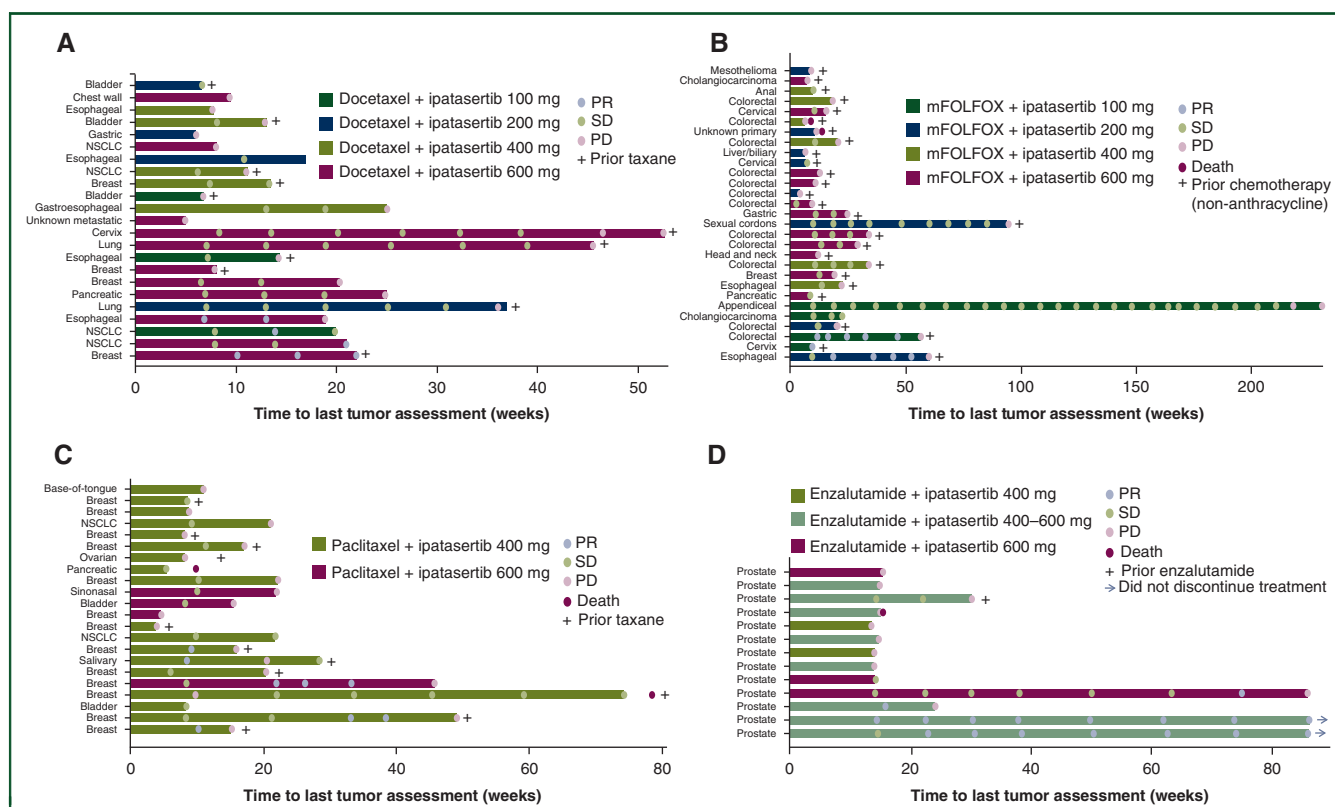 A
Bladder
Chest wall
Esophageal
Bladder
Gastric
NSCLC
Esophageal
NSCLC
Breast
Bladder
Gastroesophageal
Unknown metastatic
Cervix
Lung
Esophageal
Breast
Breast
Pancreatic
Lung
Esophageal
NSCLC
NSCLC
Breast
Docetaxel + ipatasertib 100 mg
Docetaxel + ipatasertib 200 mg
Docetaxel + ipatasertib 400 mg
Docetaxel + ipatasertib 600 mg
PR
SD
PD
+ Prior taxane
0 10 20 30 40 50
Time to last tumor assessment (weeks)
B
Mesothelioma
Cholangiocarcinoma
Anal
Colorectal
Cervical
Colorectal
Unknown primary
Colorectal
Liver/biliary
Cervical
Colorectal
Colorectal
Colorectal
Colorectal
Gastric
Sexual cordons
Colorectal
Colorectal
Head and neck
Colorectal
Breast
Esophageal
Pancreatic
Appendiceal
Cholangiocarcinoma
Colorectal
Colorectal
Cervix
Esophageal
mFOLFOX + ipatasertib 100 mg
mFOLFOX + ipatasertib 200 mg
mFOLFOX + ipatasertib 400 mg
mFOLFOX + ipatasertib 600 mg
PR
SD
PD
Death
+ Prior chemotherapy
(non-anthracycline)
0 50 100 150 200
Time to last tumor assessment (weeks)
C
Base-of-tongue
Breast
Breast
NSCLC
Breast
Breast
Ovarian
Pancreatic
Breast
Sinonasal
Bladder
Breast
Breast
NSCLC
Breast
Salivary
Breast
Breast
Breast
Bladder
Breast
Breast
Paclitaxel + ipatasertib 400 mg
Paclitaxel + ipatasertib 600 mg
PR
SD
PD
Death
+ Prior taxane
0 20 40 60 80
Time to last tumor assessment (weeks)
D
Enzalutamide + ipatasertib 400 mg
Enzalutamide + ipatasertib 400–600 mg
Enzalutamide + ipatasertib 600 mg
PR
SD
PD
Death
+ Prior enzalutamide
→ Did not discontinue treatment
Prostate
Prostate
Prostate
Prostate
Prostate
Prostate
Prostate
Prostate
Prostate
Prostate
Prostate
Prostate
Prostate
0 20 40 60 80
Time to last tumor assessment (weeks)